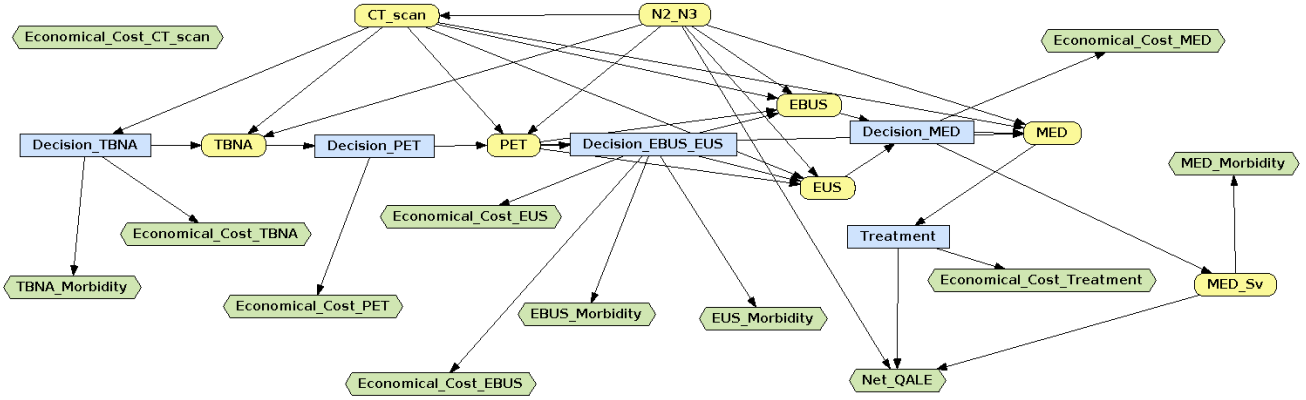 CT_scan
N2_N3
Economical_Cost_CT_scan
Economical_Cost_MED
EBUS
Decision_TBNA
TBNA
Decision_PET
PET
Decision_EBUS_EUS
Decision_MED
MED
MED_Morbidity
EUS
Economical_Cost_EUS
Economical_Cost_TBNA
Treatment
TBNA_Morbidity
Economical_Cost_Treatment
MED_Sv
Economical_Cost_PET
EBUS_Morbidity
EUS_Morbidity
Economical_Cost_EBUS
Net_QALE